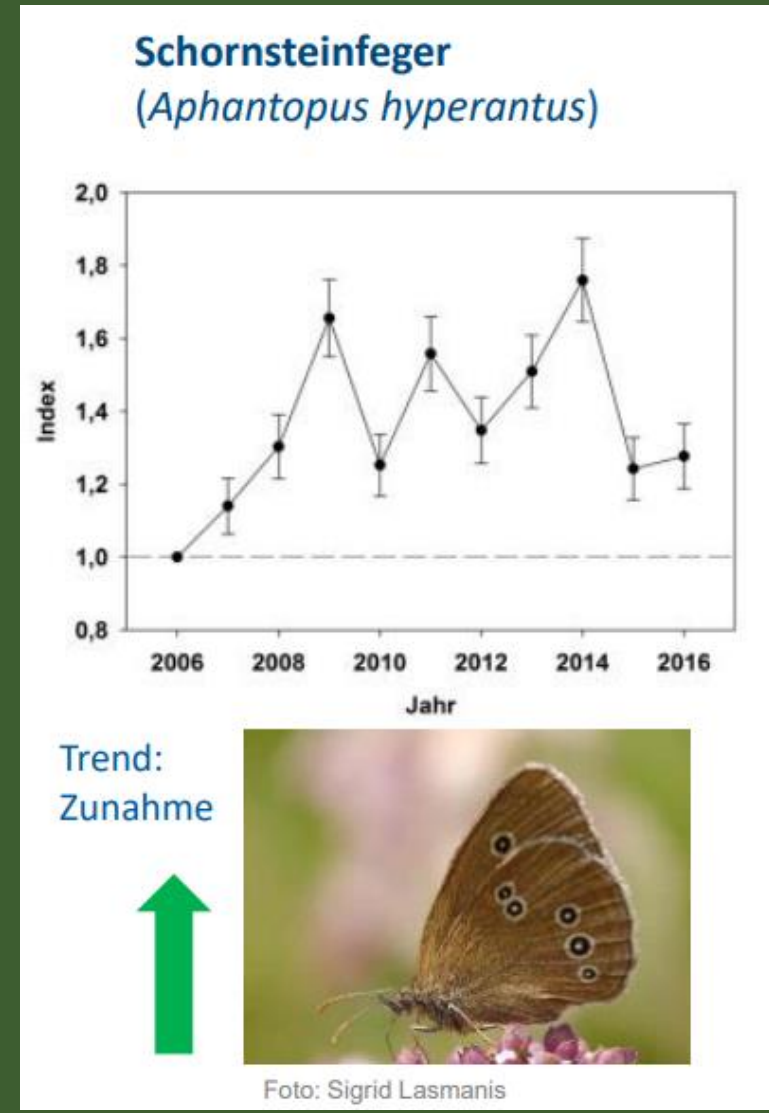 Schornsteinfeger
(Aphantopus hyperantus)
2,0
1,8
1,6
1,4
1,2
1,0
0,8
Index
2006 2008 2010 2012 2014 2016
Jahr
Trend:
Zunahme
Foto: Sigrid Lasmanis